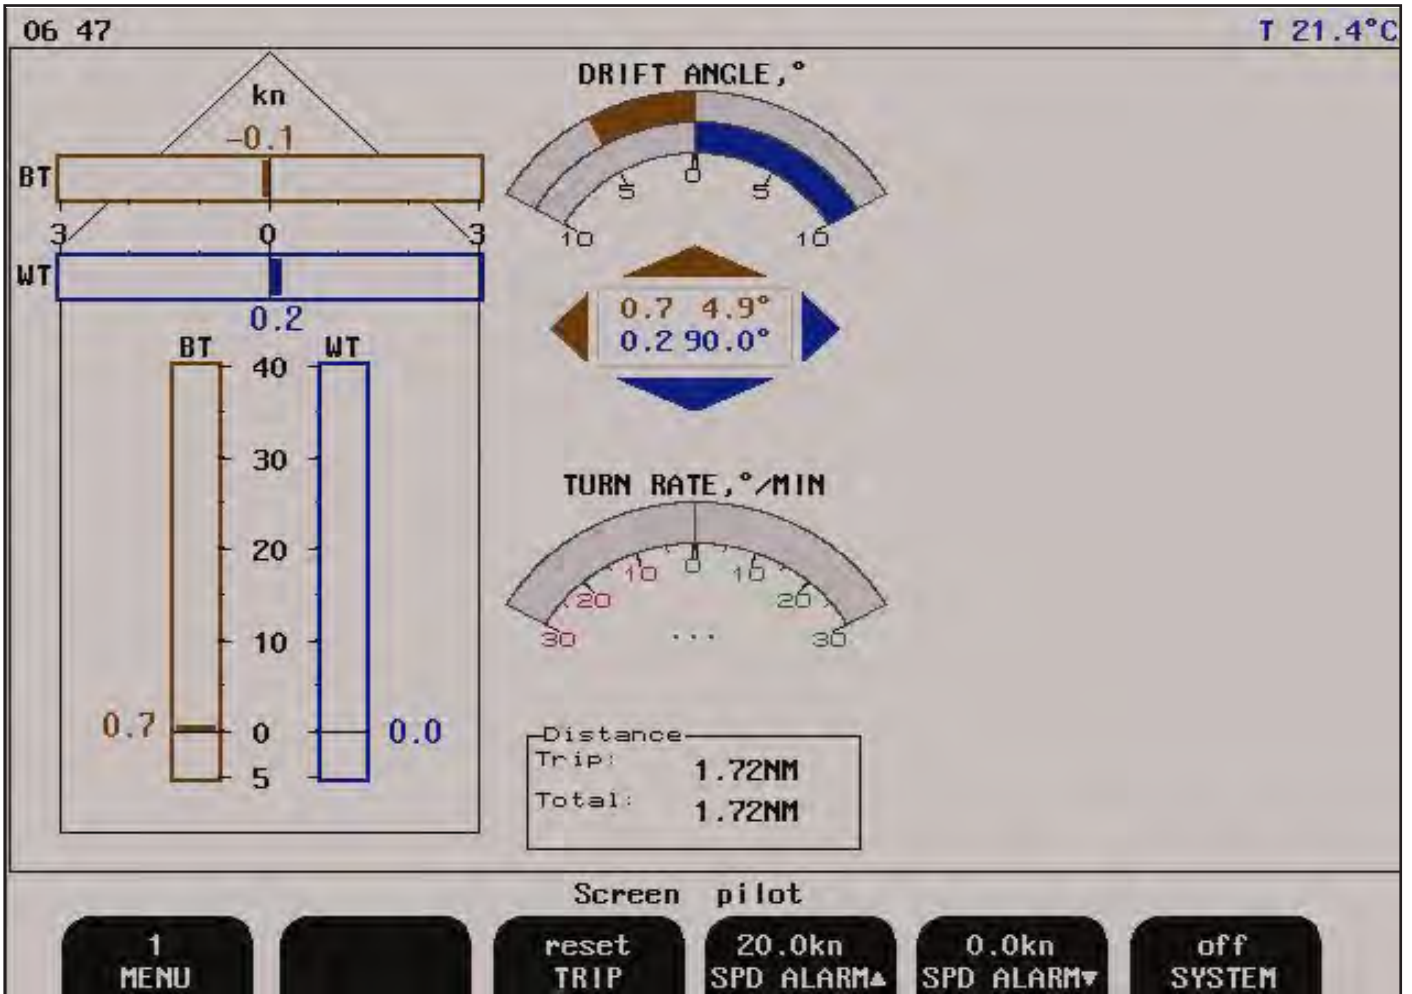 06 47
T 21.4°C
kn
-0.1
BT
3 0 3
WT
0.2
BT WT
40
30
20
10
0.7 0 0.0
5
DRIFT ANGLE,°
10 5 0 5 10
0.7 4.9°
0.2 90.0°
TURN RATE,°/MIN
30 20 10 0 10 20 30
...
Distance
Trip: 1.72NM
Total: 1.72NM
Screen pilot
1
MENU
reset
TRIP
20.0kn
SPD ALARM▲
0.0kn
SPD ALARM▼
off
SYSTEM